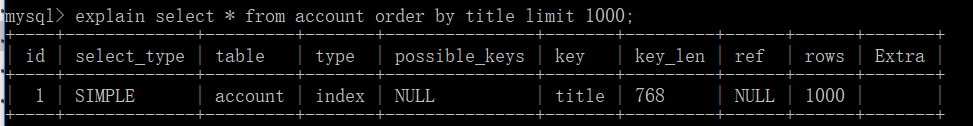 mysql> explain select * from account order by title limit 1000;
+----+-------------+---------+-------+---------------+-------+---------+------+------+-------+
| id | select_type | table | type | possible_keys | key | key_len | ref | rows | Extra |
+----+-------------+---------+-------+---------------+-------+---------+------+------+-------+
| 1 | SIMPLE | account | index | NULL | title | 768 | NULL | 1000 | |
+----+-------------+---------+-------+---------------+-------+---------+------+------+-------+